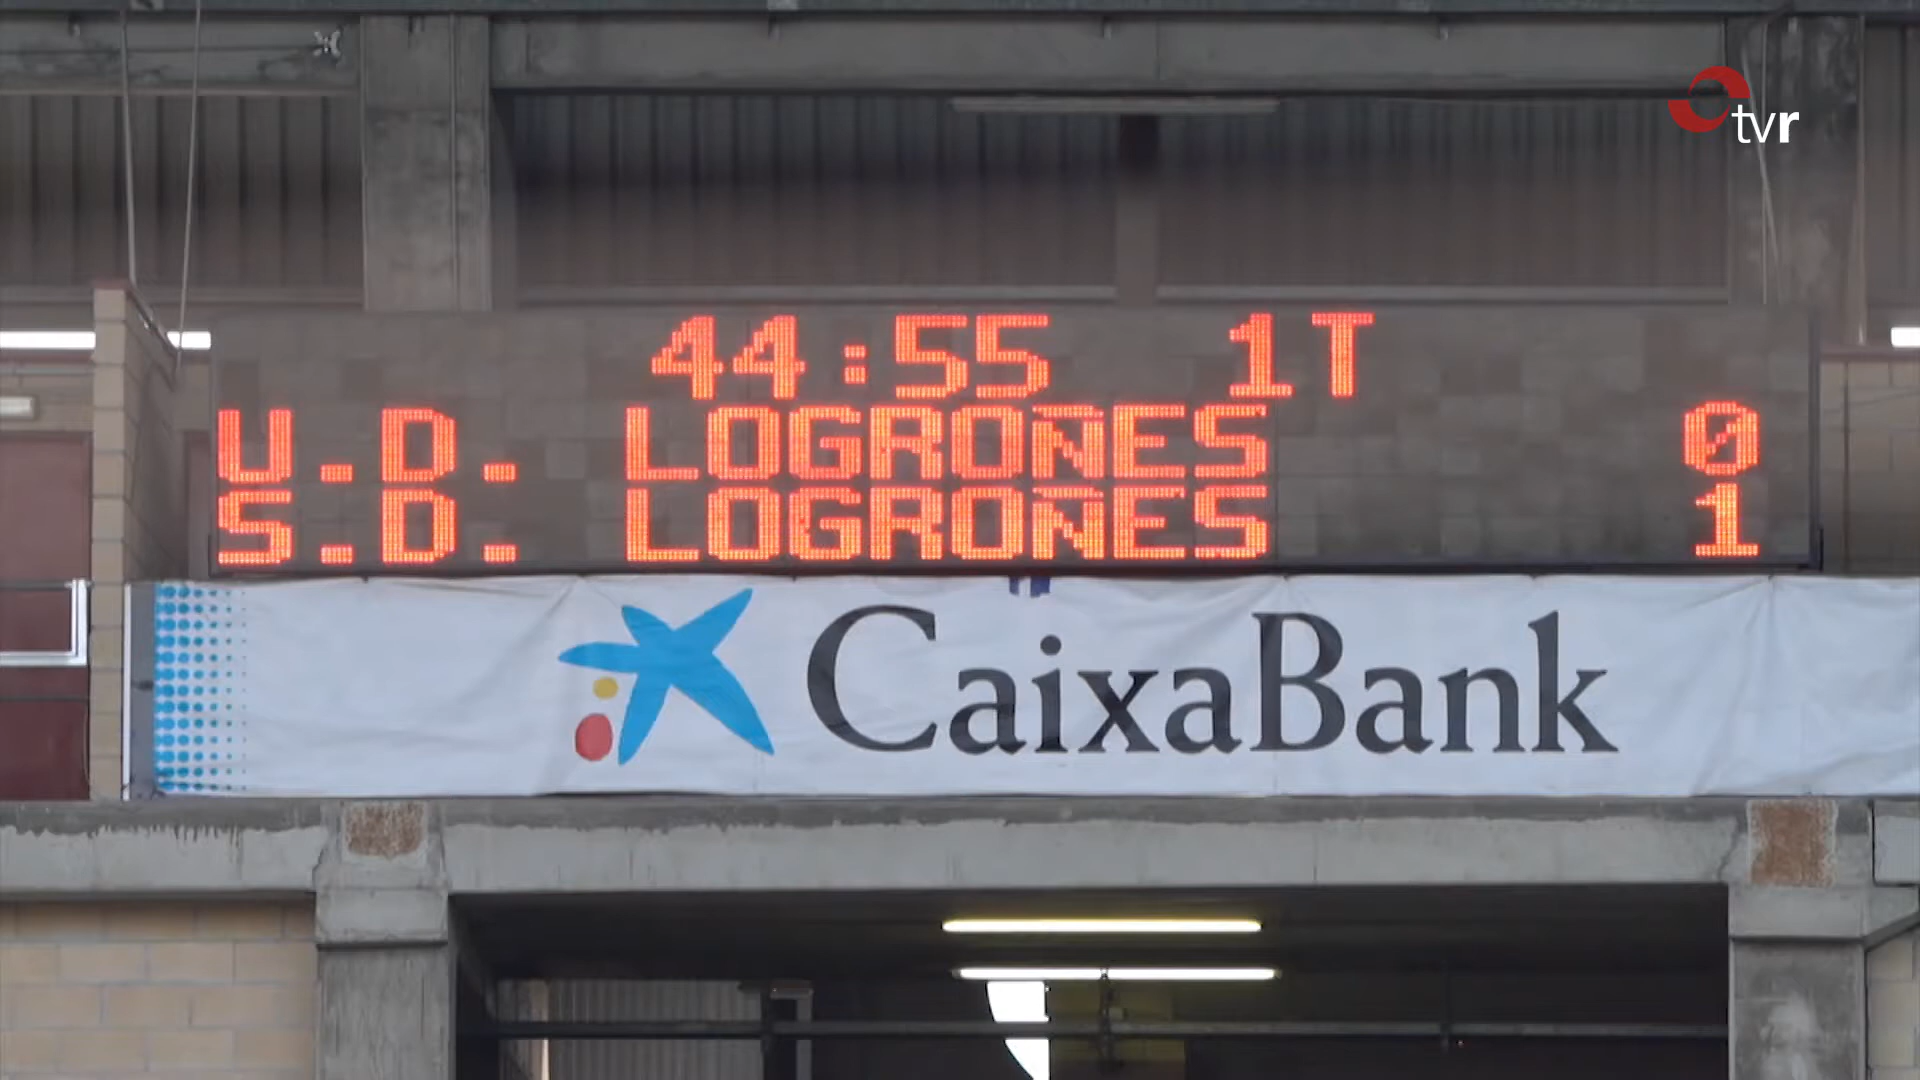 tvr
44:55 1T
U.D. LOGROÑES 0
S.D. LOGROÑES 1
CaixaBank